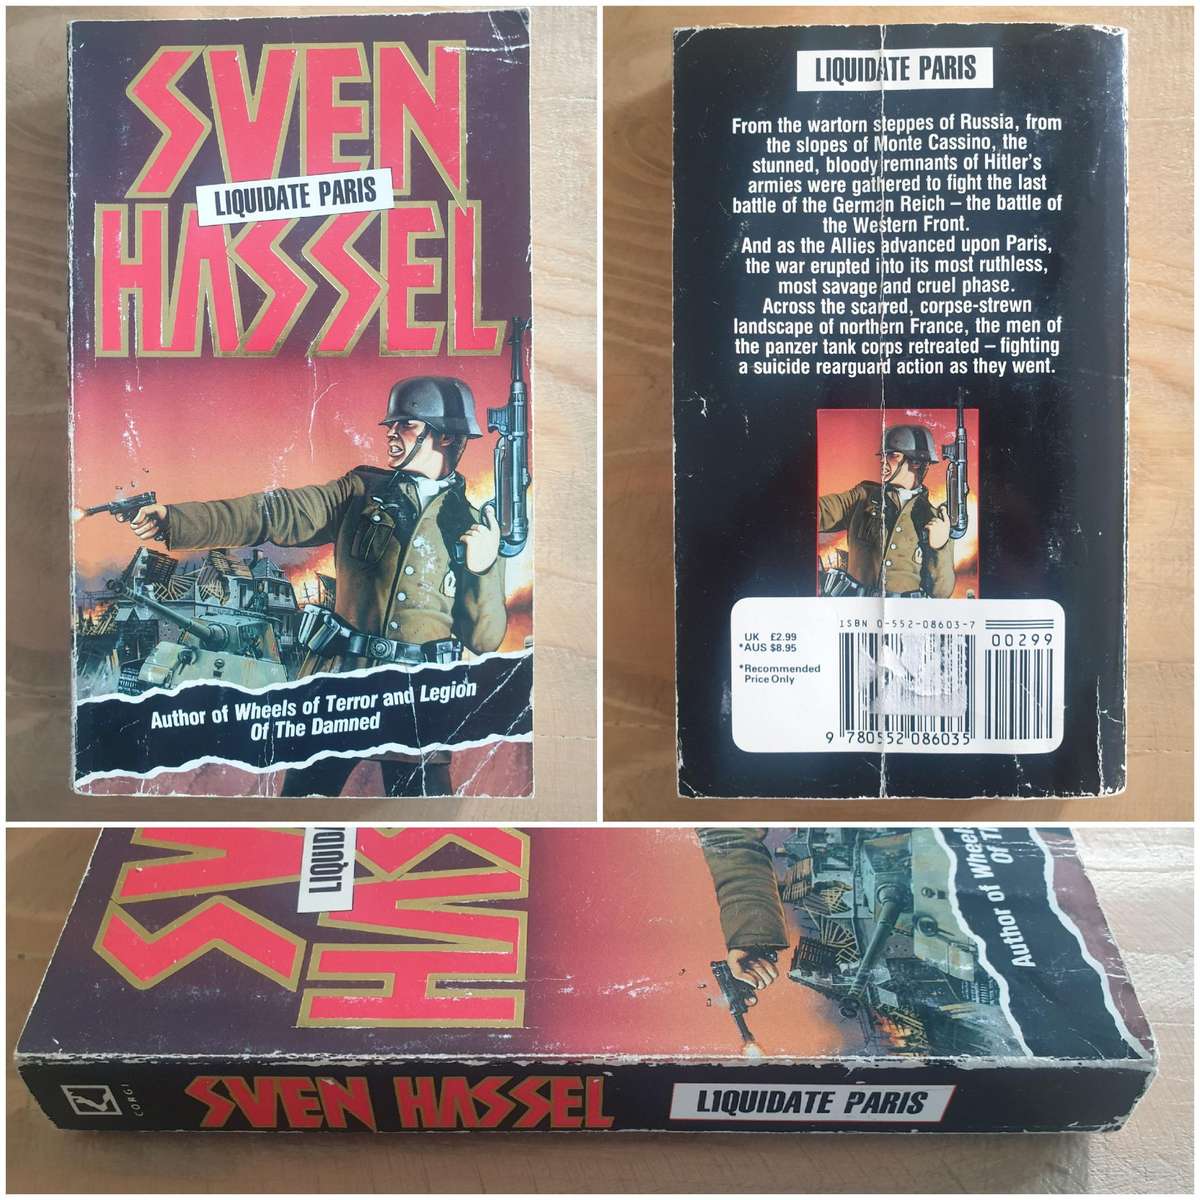 SVEN
LIQUIDATE PARIS
HASSEL
Author of Wheels of Terror and Legion
Of The Damned
LIQUIDATE PARIS
From the wartorn steppes of Russia, from
the slopes of Monte Cassino, the
stunned, bloody remnants of Hitler's
armies were gathered to fight the last
battle of the German Reich – the battle of
the Western Front.
And as the Allies advanced upon Paris,
the war erupted into its most ruthless,
most savage and cruel phase.
Across the scarred, corpse-strewn
landscape of northern France, the men of
the panzer tank corps retreated – fighting
a suicide rearguard action as they went.
ISBN 0-552-08603-7
UK £2.99
*AUS $8.95
*Recommended
Price Only
00299
9 780552 086035
SV
LIQUIDA
HAS
Author of Wheel
Of T
CORGI
SVEN HASSEL
LIQUIDATE PARIS